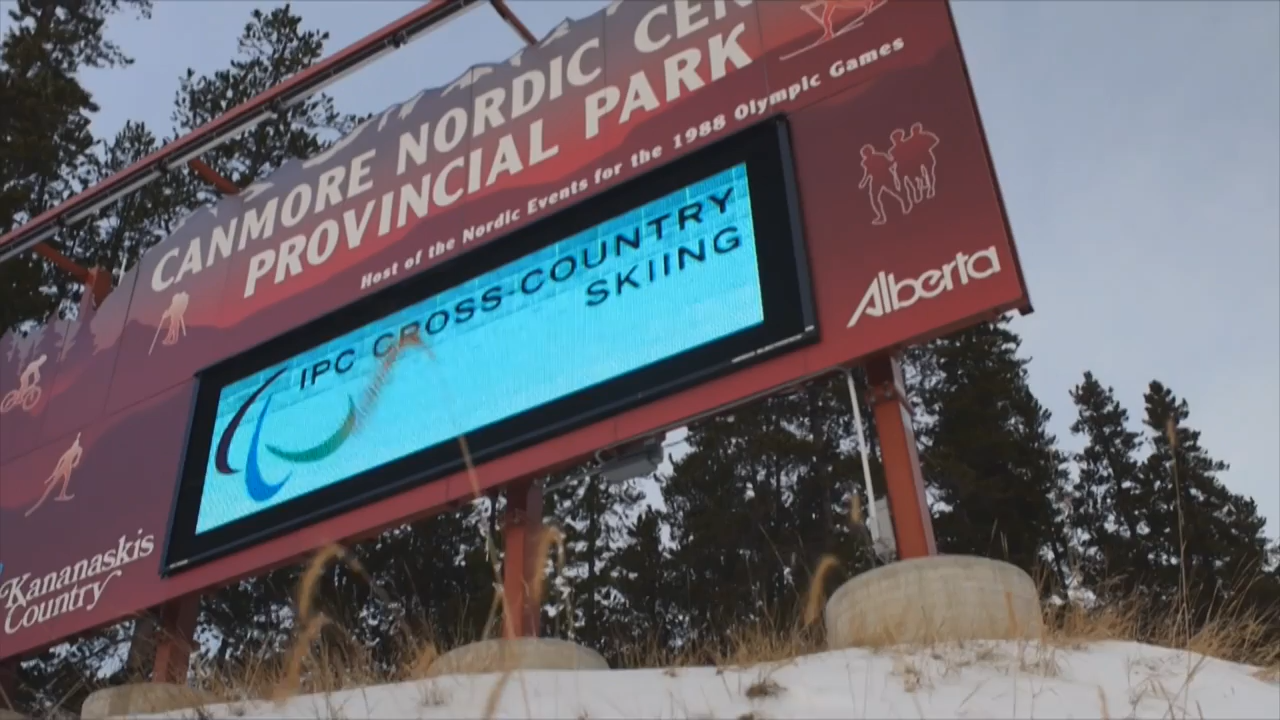 CANMORE NORDIC CEN
PROVINCIAL PARK
Host of the Nordic Events for the 1988 Olympic Games
IPC CROSS-COUNTRY
SKIING
Alberta
Kananaskis
Country